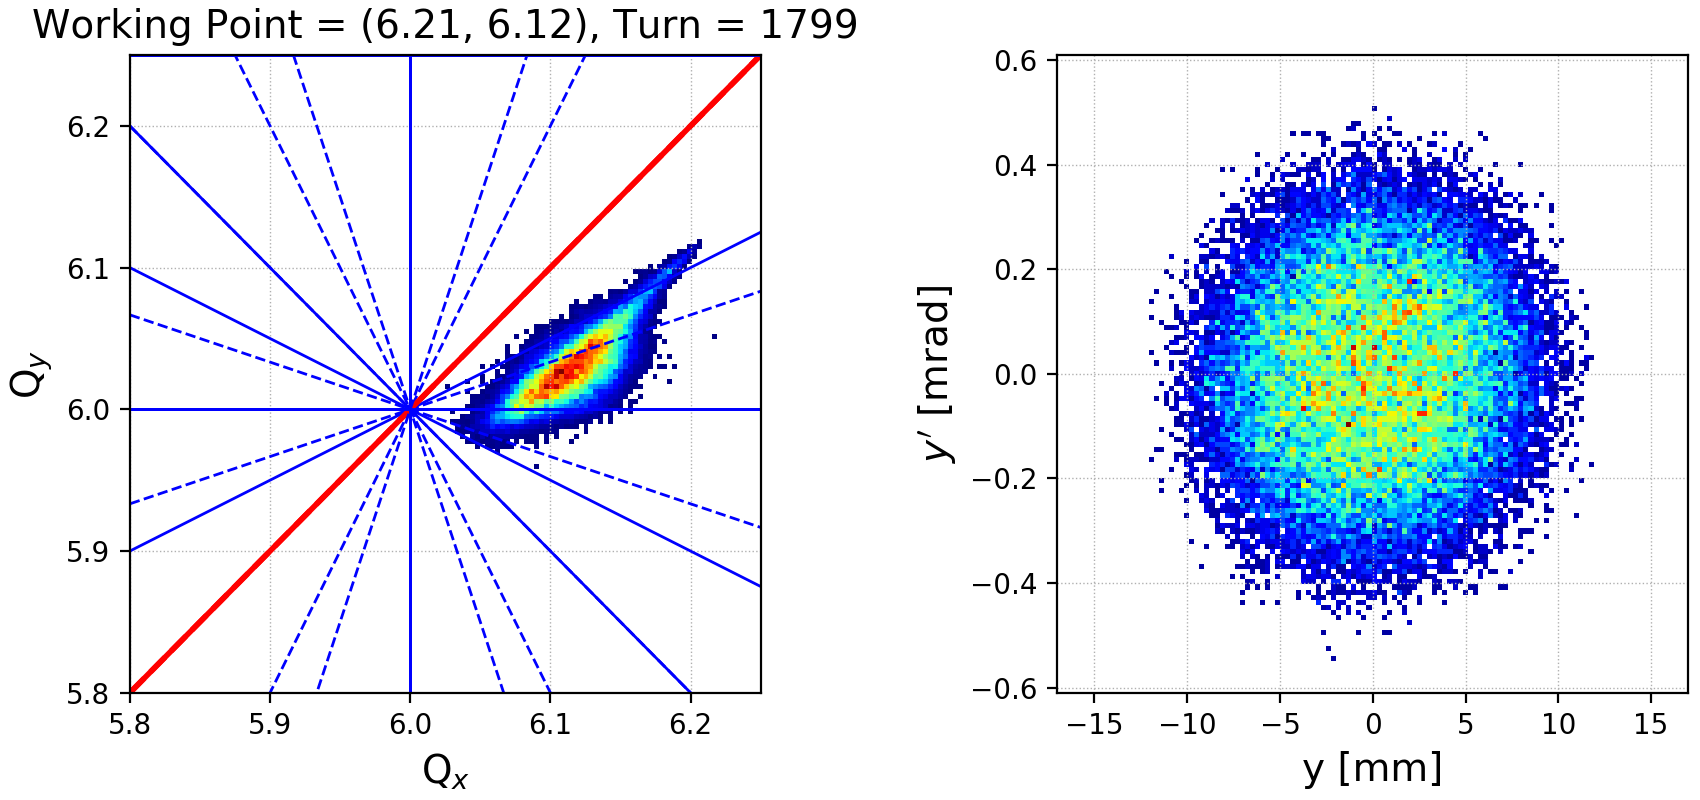 Working Point = (6.21, 6.12), Turn = 1799
6.2
6.1
6.0
5.9
5.8
Qy
5.8 5.9 6.0 6.1 6.2
Qx
0.6
0.4
0.2
0.0
−0.2
−0.4
−0.6
y′ [mrad]
−15 −10 −5 0 5 10 15
y [mm]